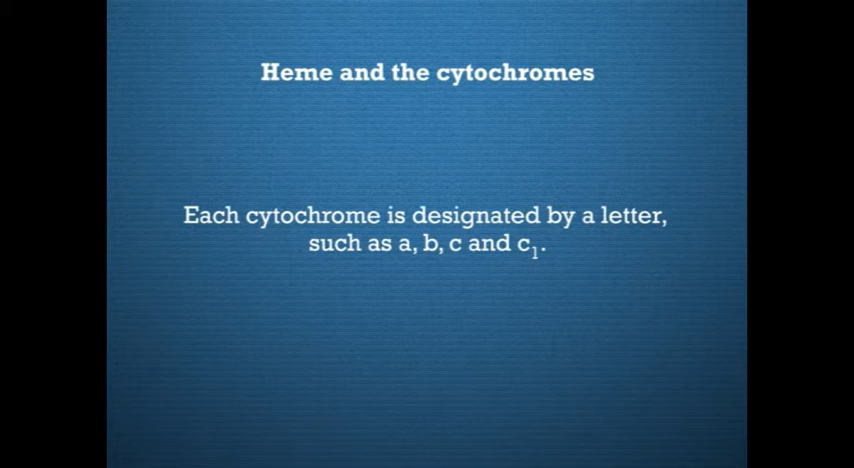 Heme and the cytochromes
Each cytochrome is designated by a letter,
such as a, b, c and c₁.